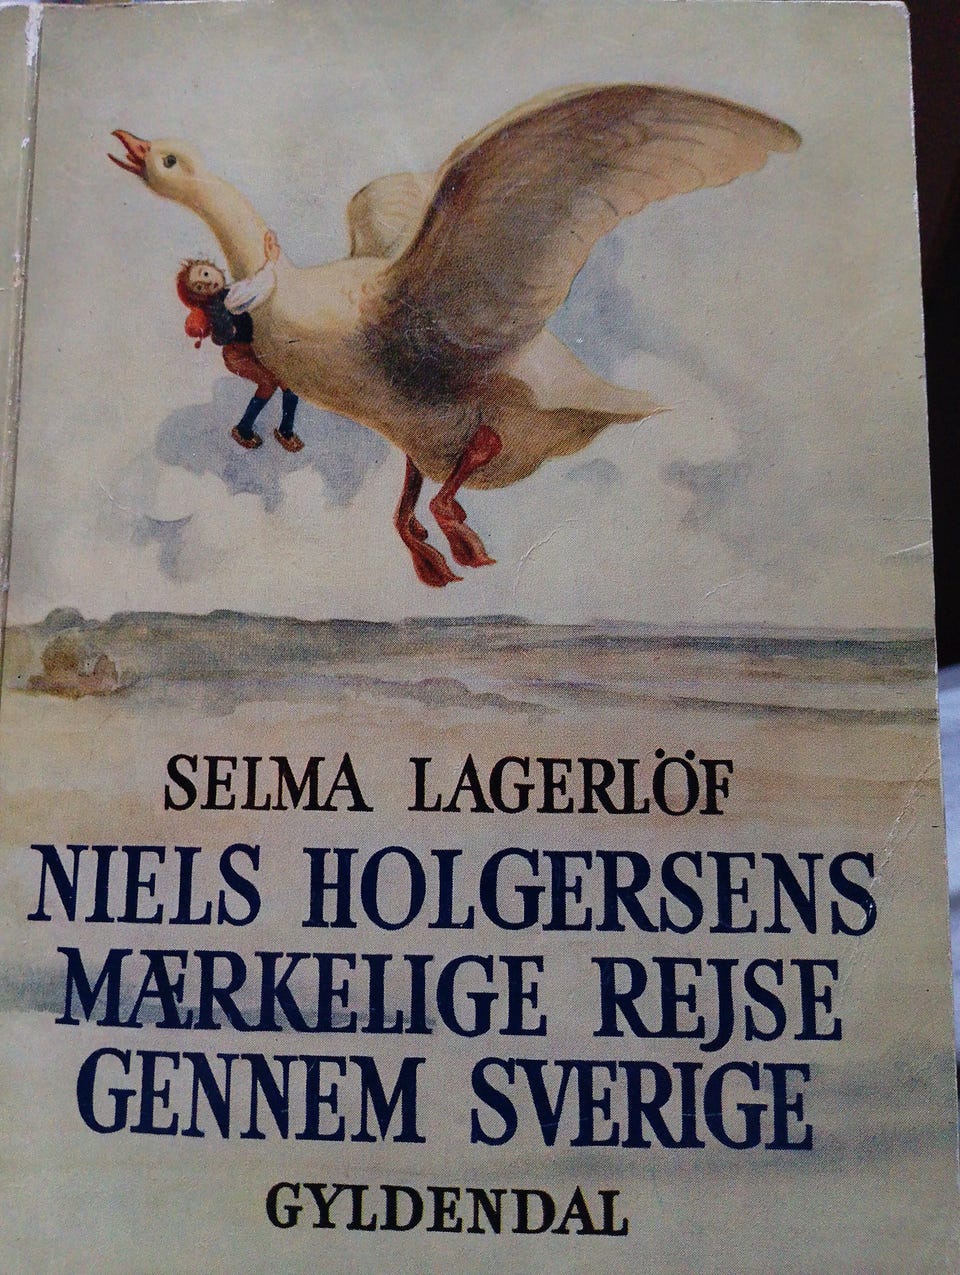 SELMA LAGERLÖF
NIELS HOLGERSENS
MÆRKELIGE REJSE
GENNEM SVERIGE
GYLDENDAL